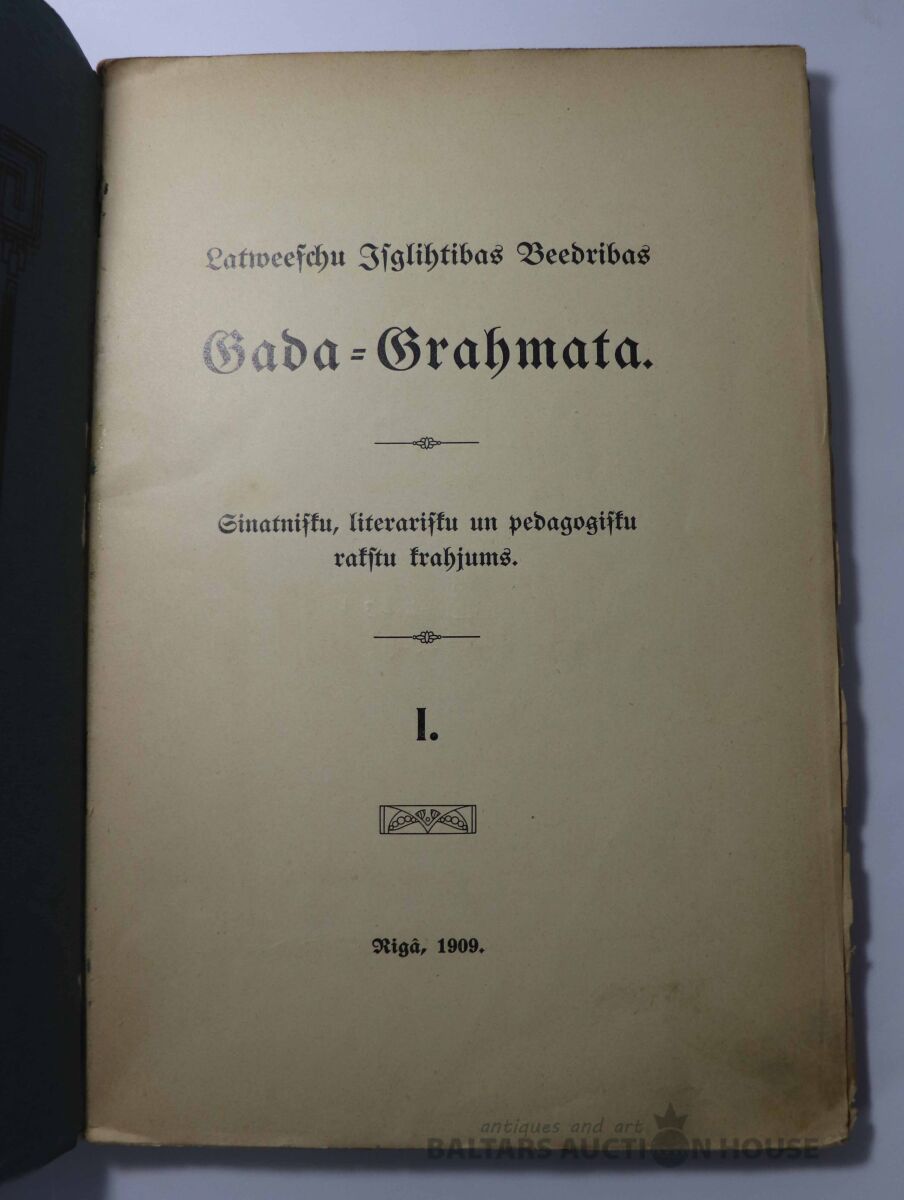 Latweeſchu Iſglihtibas Beedribas
Gada-Grahmata.
Sinatniſku, literariſku un pedagogiſku
rakſtu krahjums.
I.
Rigâ, 1909.
antiques and art
BALTARS AUCTION HOUSE